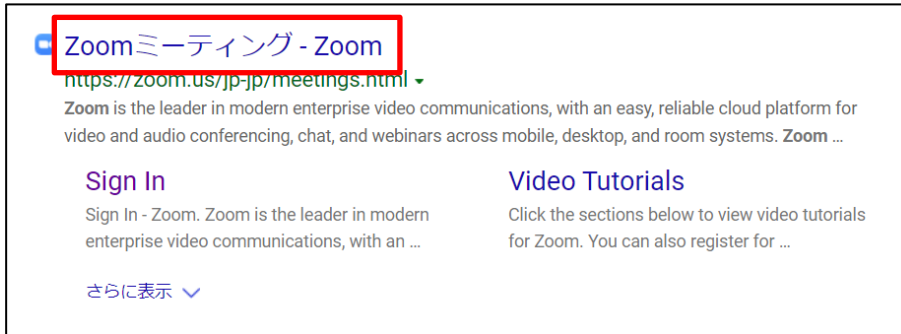 Zoomミーティング - Zoom
https://zoom.us/jp-jp/meetings.html
Zoom is the leader in modern enterprise video communications, with an easy, reliable cloud platform for
video and audio conferencing, chat, and webinars across mobile, desktop, and room systems. Zoom ...
Sign In
Sign In - Zoom. Zoom is the leader in modern
enterprise video communications, with an ...
Video Tutorials
Click the sections below to view video tutorials
for Zoom. You can also register for ...
さらに表示